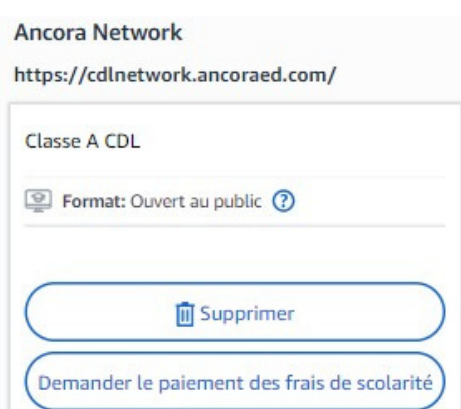 Ancora Network
https://cdlnetwork.ancoraed.com/
Classe A CDL
Format: Ouvert au public ?
Supprimer
Demander le paiement des frais de scolarité